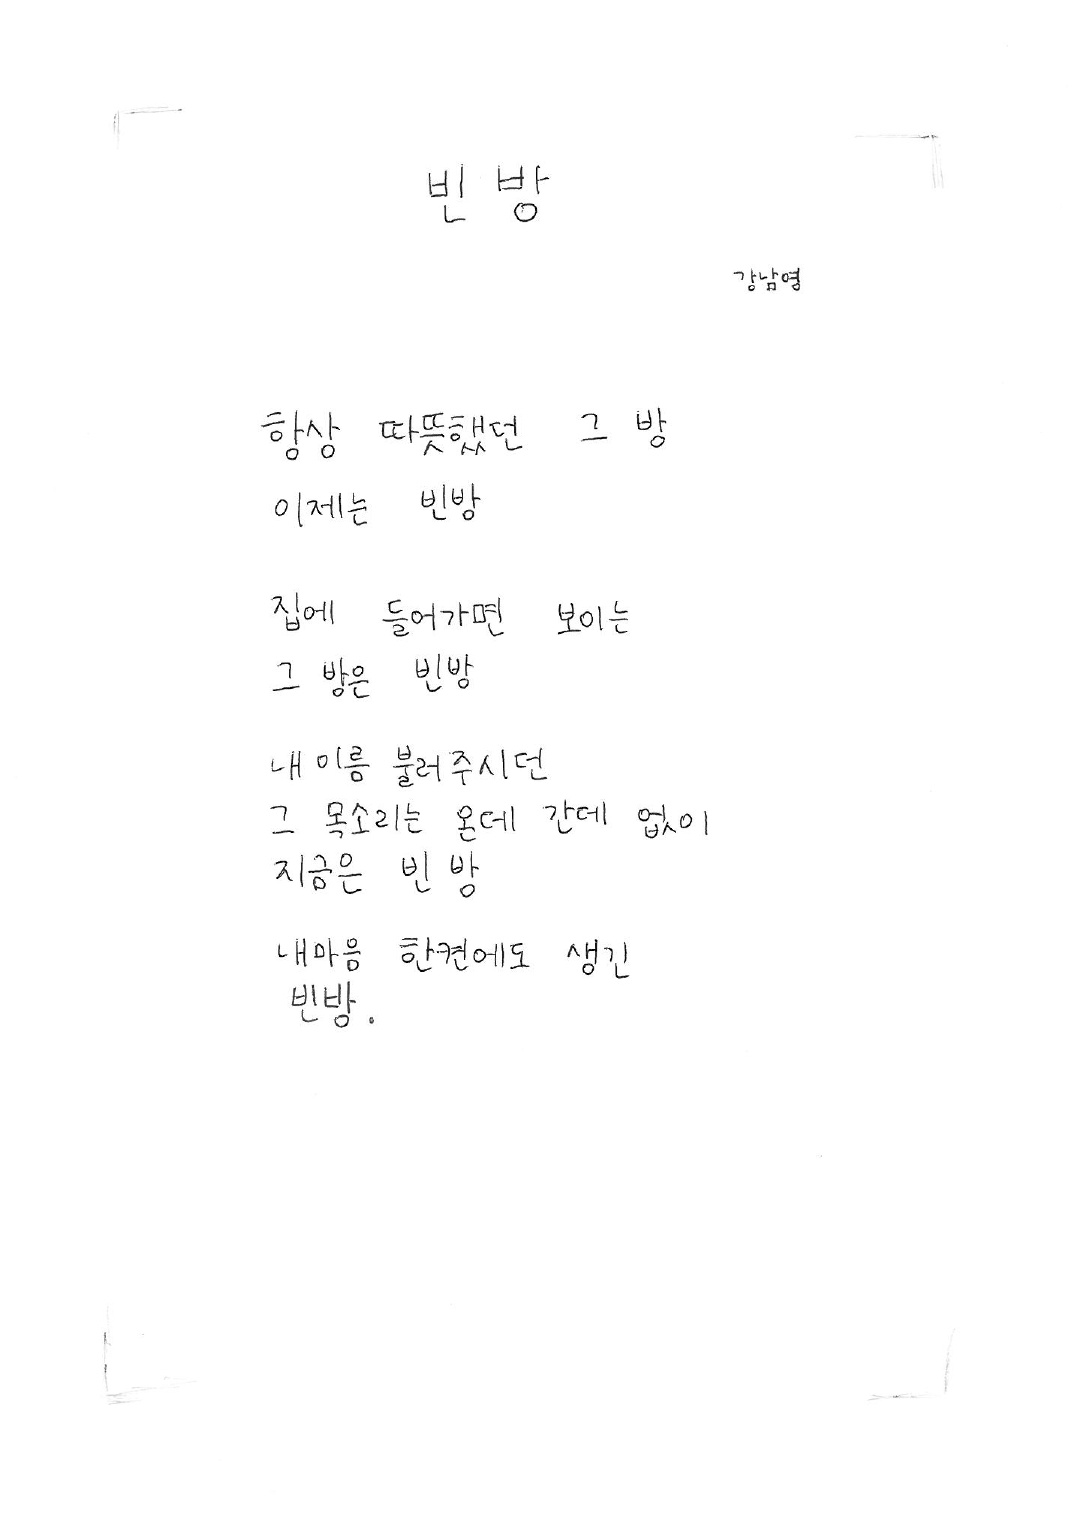 빈 방
강남영
항상 따뜻했던 그 방
이제는 빈방
집에 들어가면 보이는
그 방은 빈방
내 이름 불러주시던
그 목소리는 온데 간데 없이
지금은 빈 방
내마음 한켠에도 생긴
빈방.